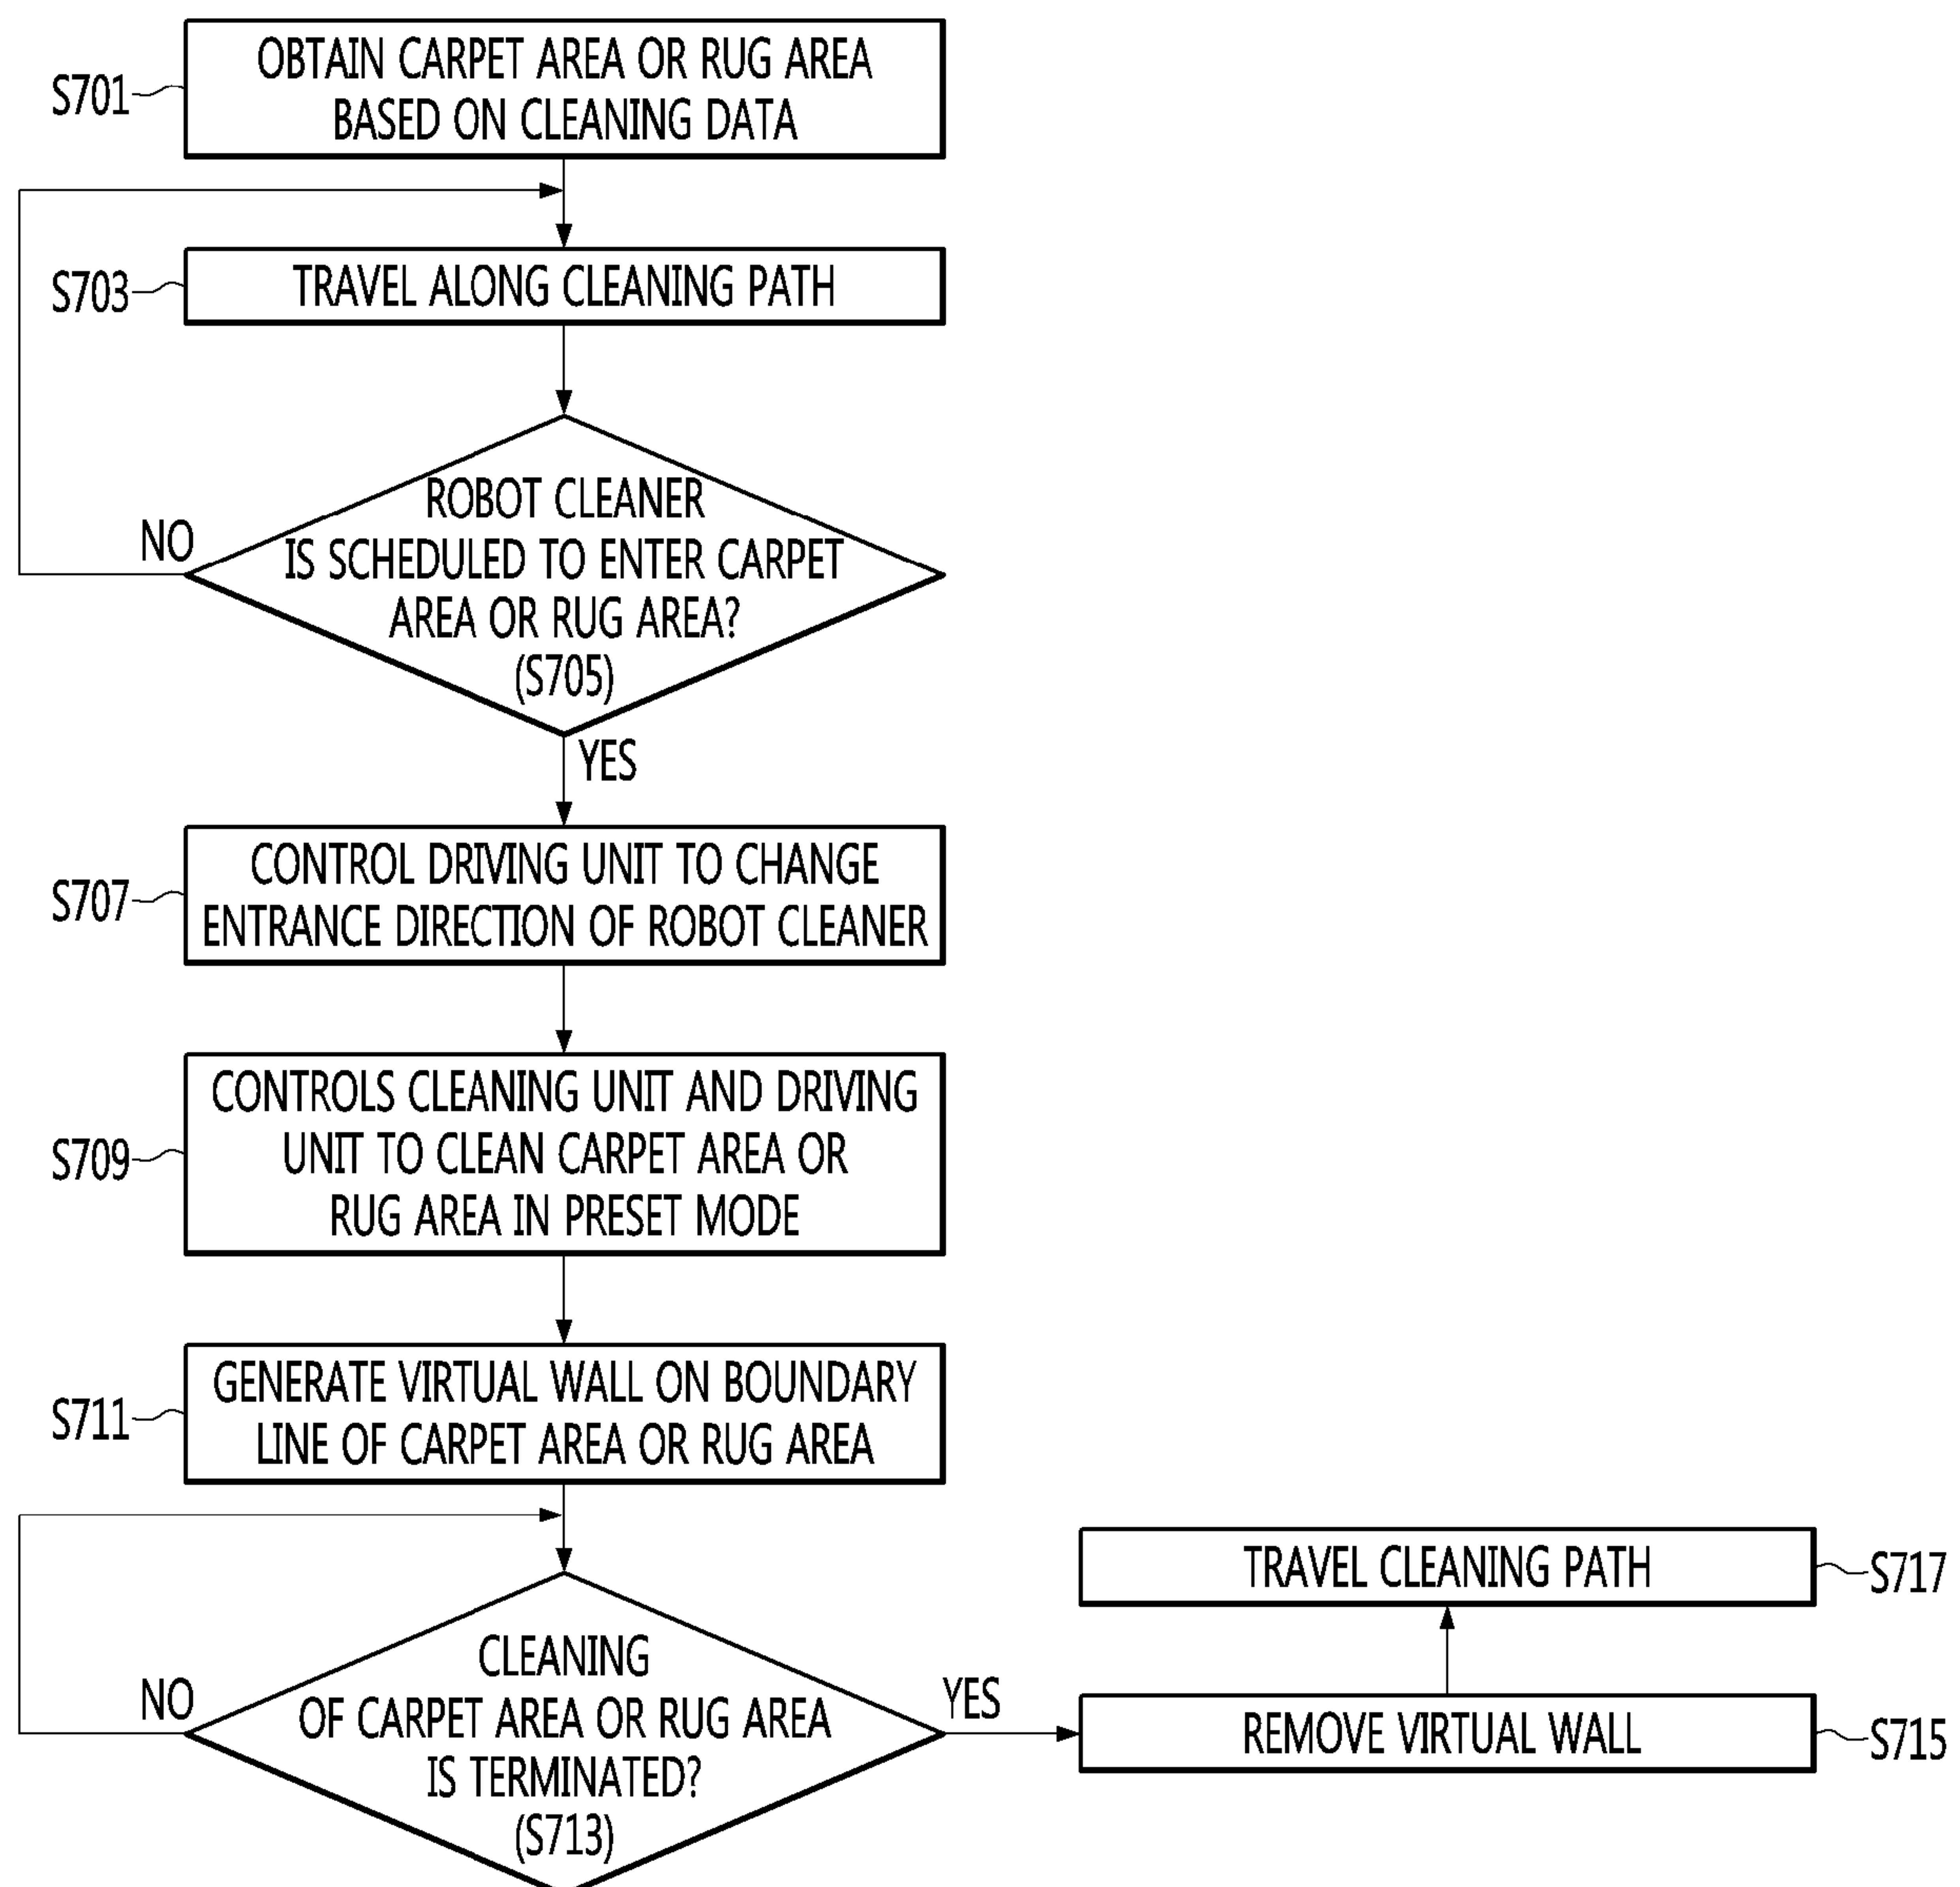 S701
OBTAIN CARPET AREA OR RUG AREA
BASED ON CLEANING DATA
S703
TRAVEL ALONG CLEANING PATH
ROBOT CLEANER
IS SCHEDULED TO ENTER CARPET
AREA OR RUG AREA?
(S705)
NO
YES
S707
CONTROL DRIVING UNIT TO CHANGE
ENTRANCE DIRECTION OF ROBOT CLEANER
S709
CONTROLS CLEANING UNIT AND DRIVING
UNIT TO CLEAN CARPET AREA OR
RUG AREA IN PRESET MODE
S711
GENERATE VIRTUAL WALL ON BOUNDARY
LINE OF CARPET AREA OR RUG AREA
CLEANING
OF CARPET AREA OR RUG AREA
IS TERMINATED?
(S713)
NO
YES
REMOVE VIRTUAL WALL
S715
TRAVEL CLEANING PATH
S717